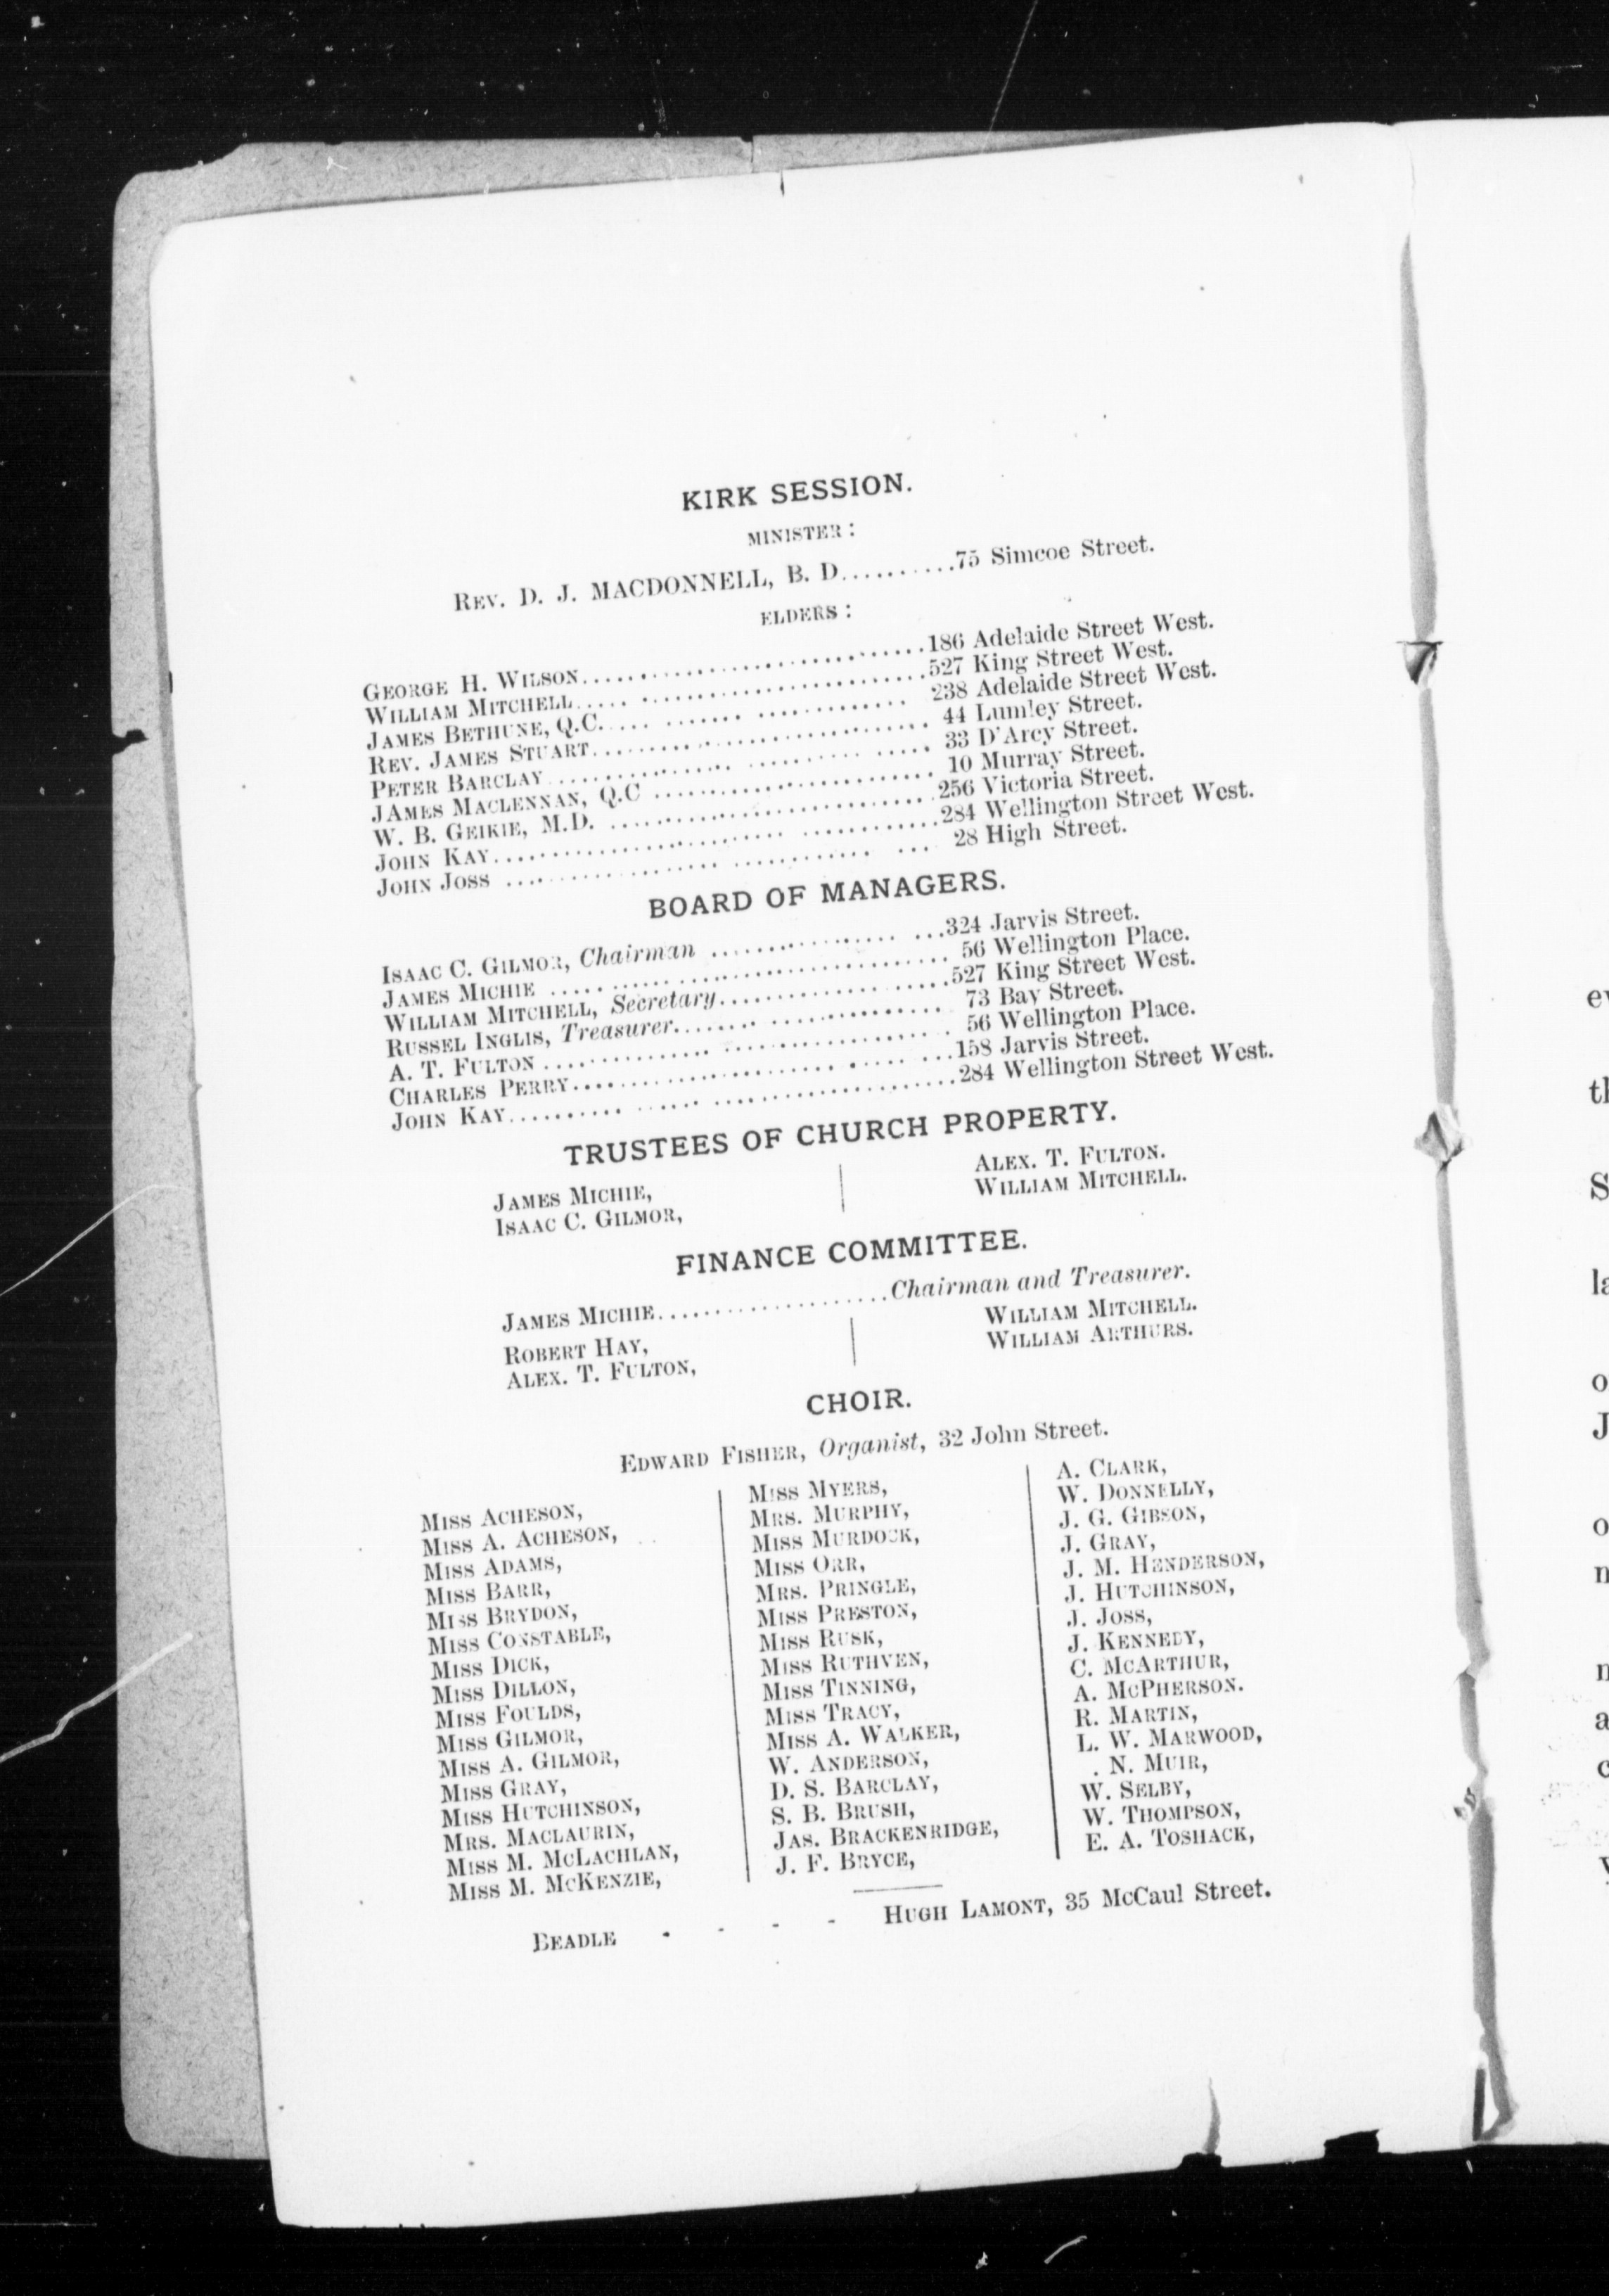 KIRK SESSION.
MINISTER :
REV. D. J. MACDONNELL, B. D..........75 Simcoe Street.
ELDERS :
GEORGE H. WILSON..............................186 Adelaide Street West.
WILLIAM MITCHELL..............................527 King Street West.
JAMES BETHUNE, Q.C............................238 Adelaide Street West.
REV. JAMES STUART.............................44 Lumley Street.
PETER BARCLAY.................................33 D'Arcy Street.
JAMES MACLENNAN, Q.C .........................10 Murray Street.
W. B. GEIKIE, M.D. ...........................256 Victoria Street.
JOHN KAY......................................284 Wellington Street West.
JOHN JOSS ....................................28 High Street.
BOARD OF MANAGERS.
ISAAC C. GILMOR, Chairman ....................324 Jarvis Street.
JAMES MICHIE .................................56 Wellington Place.
WILLIAM MITCHELL, Secretary...................527 King Street West.
RUSSEL INGLIS, Treasurer......................73 Bay Street.
A. T. FULTON .................................56 Wellington Place.
CHARLES PERRY.................................158 Jarvis Street.
JOHN KAY......................................284 Wellington Street West.
TRUSTEES OF CHURCH PROPERTY.
JAMES MICHIE,
ISAAC C. GILMOR,
ALEX. T. FULTON.
WILLIAM MITCHELL.
FINANCE COMMITTEE.
JAMES MICHIE....................Chairman and Treasurer.
ROBERT HAY,
ALEX. T. FULTON,
WILLIAM MITCHELL.
WILLIAM ARTHURS.
CHOIR.
EDWARD FISHER, Organist, 32 John Street.
MISS ACHESON,
MISS A. ACHESON,
MISS ADAMS,
MISS BARR,
MISS BRYDON,
MISS CONSTABLE,
MISS DICK,
MISS DILLON,
MISS FOULDS,
MISS GILMOR,
MISS A. GILMOR,
MISS GRAY,
MISS HUTCHINSON,
MRS. MACLAURIN,
MISS M. MCLACHLAN,
MISS M. MCKENZIE,
MISS MYERS,
MRS. MURPHY,
MISS MURDOCK,
MISS ORR,
MRS. PRINGLE,
MISS PRESTON,
MISS RUSK,
MISS RUTHVEN,
MISS TINNING,
MISS TRACY,
MISS A. WALKER,
W. ANDERSON,
D. S. BARCLAY,
S. B. BRUSH,
JAS. BRACKENRIDGE,
J. F. BRYCE,
A. CLARK,
W. DONNELLY,
J. G. GIBSON,
J. GRAY,
J. M. HENDERSON,
J. HUTCHINSON,
J. JOSS,
J. KENNEDY,
C. MCARTHUR,
A. MCPHERSON.
R. MARTIN,
L. W. MARWOOD,
. N. MUIR,
W. SELBY,
W. THOMPSON,
E. A. TOSHACK,
BEADLE - - - - HUGH LAMONT, 35 McCaul Street.